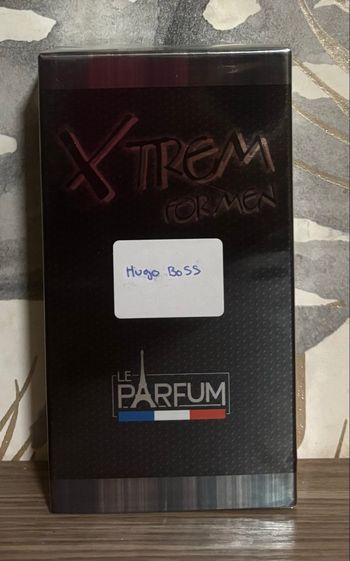 XTREM
FOR MEN
Hugo Boss
LE
PARFUM